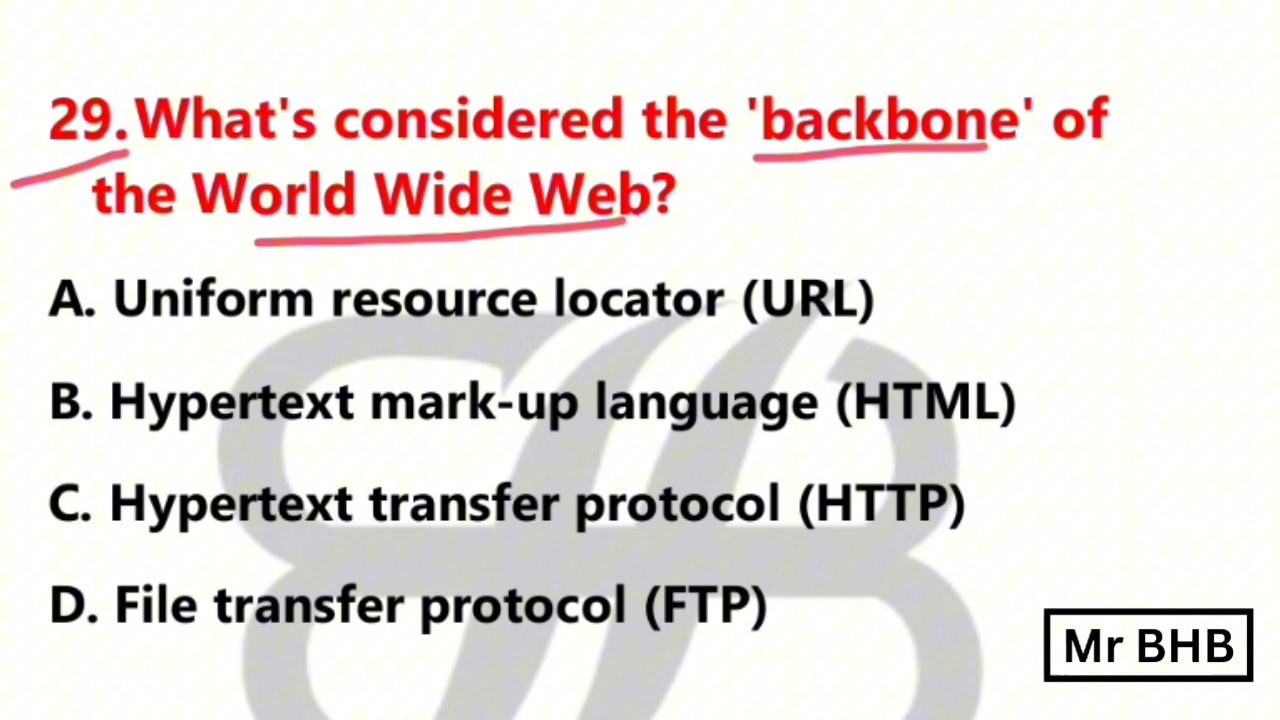 29. What's considered the 'backbone' of
the World Wide Web?
A. Uniform resource locator (URL)
B. Hypertext mark-up language (HTML)
C. Hypertext transfer protocol (HTTP)
D. File transfer protocol (FTP)
Mr BHB